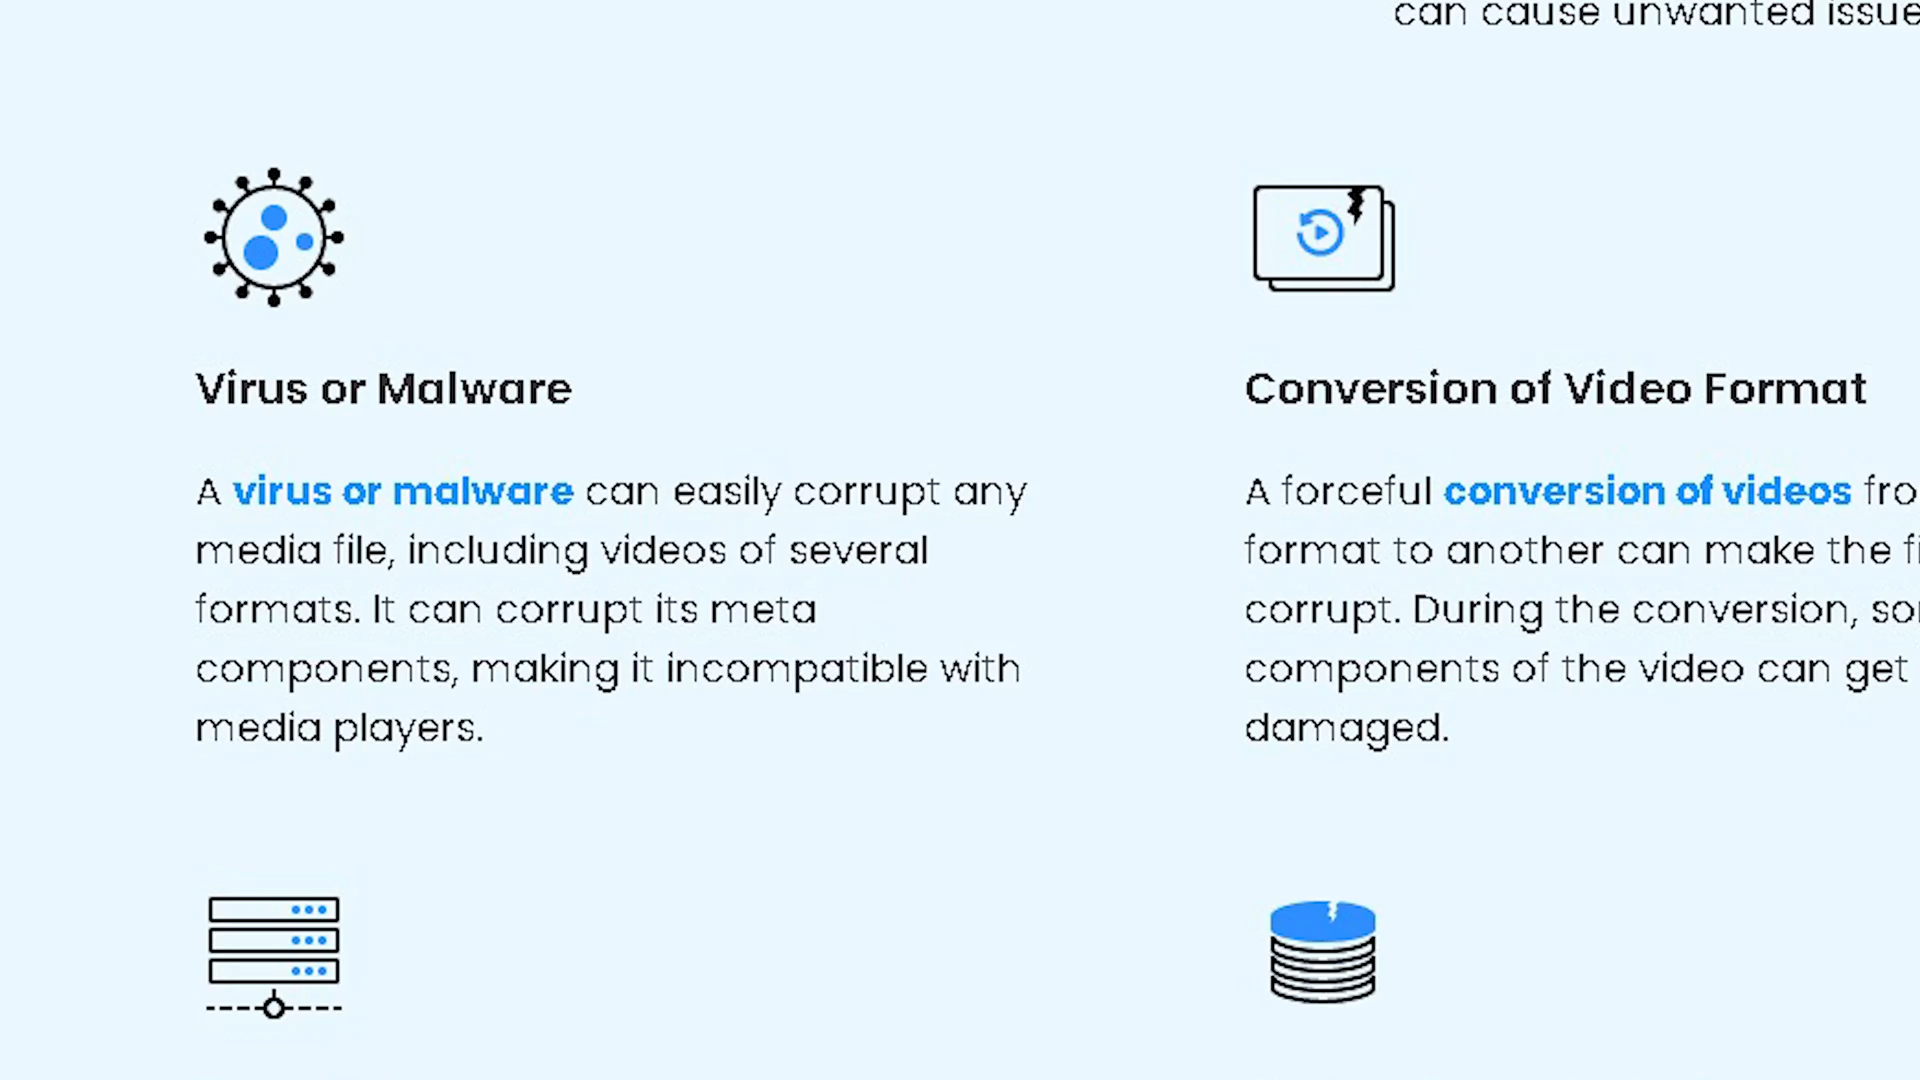 can cause unwanted issue
Virus or Malware
A virus or malware can easily corrupt any
media file, including videos of several
formats. It can corrupt its meta
components, making it incompatible with
media players.
Conversion of Video Format
A forceful conversion of videos fro
format to another can make the fi
corrupt. During the conversion, so
components of the video can get
damaged.